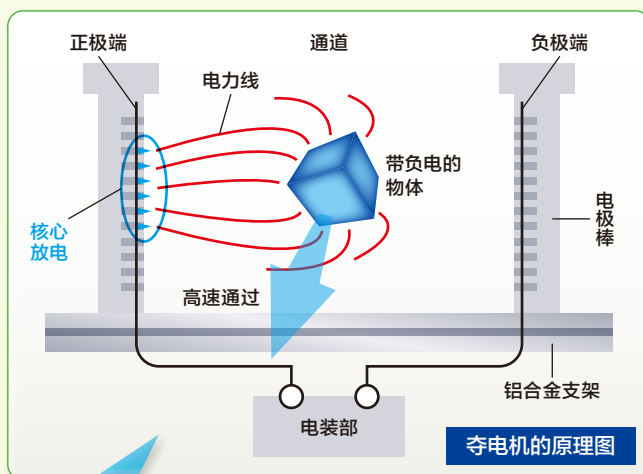 正极端
通道
负极端
电力线
带负电的
物体
核心
放电
电极棒
高速通过
铝合金支架
电装部
夺电机的原理图